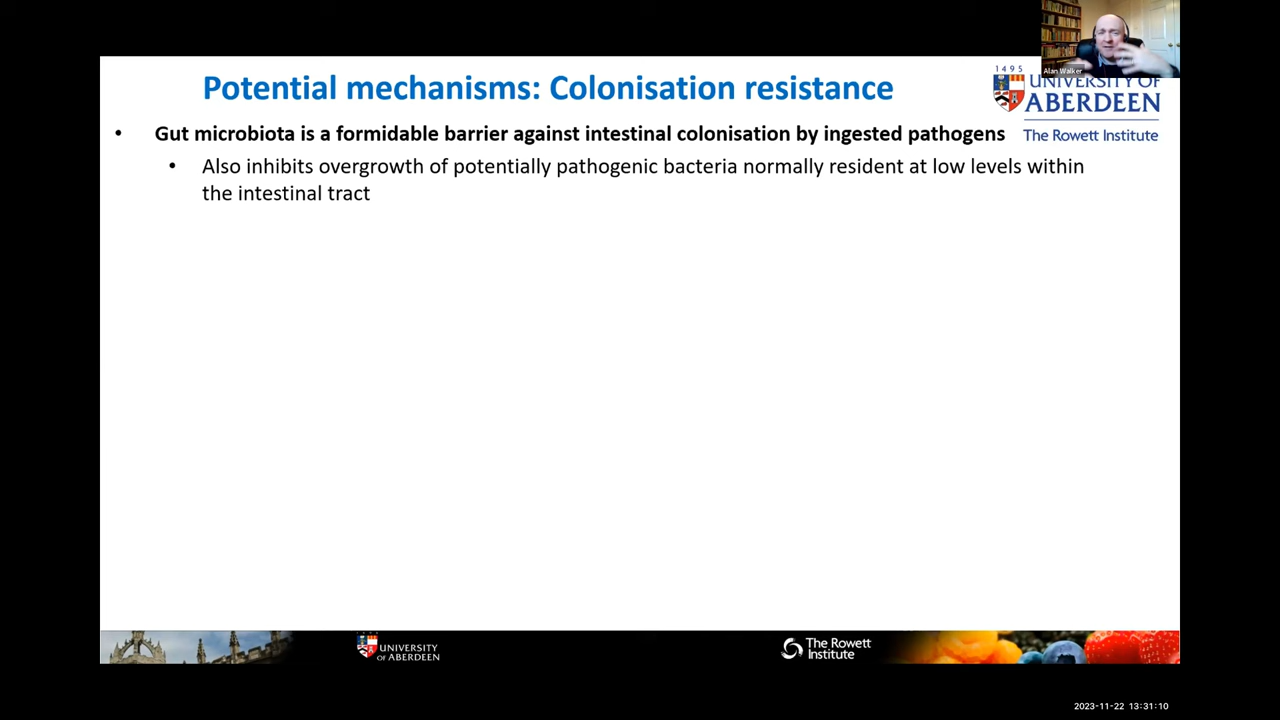 Alan Walker
Potential mechanisms: Colonisation resistance
1495
UNIVERSITY OF
ABERDEEN
The Rowett Institute
• Gut microbiota is a formidable barrier against intestinal colonisation by ingested pathogens
• Also inhibits overgrowth of potentially pathogenic bacteria normally resident at low levels within
the intestinal tract
UNIVERSITY
OF ABERDEEN
The Rowett
Institute
2023-11-22 13:31:10